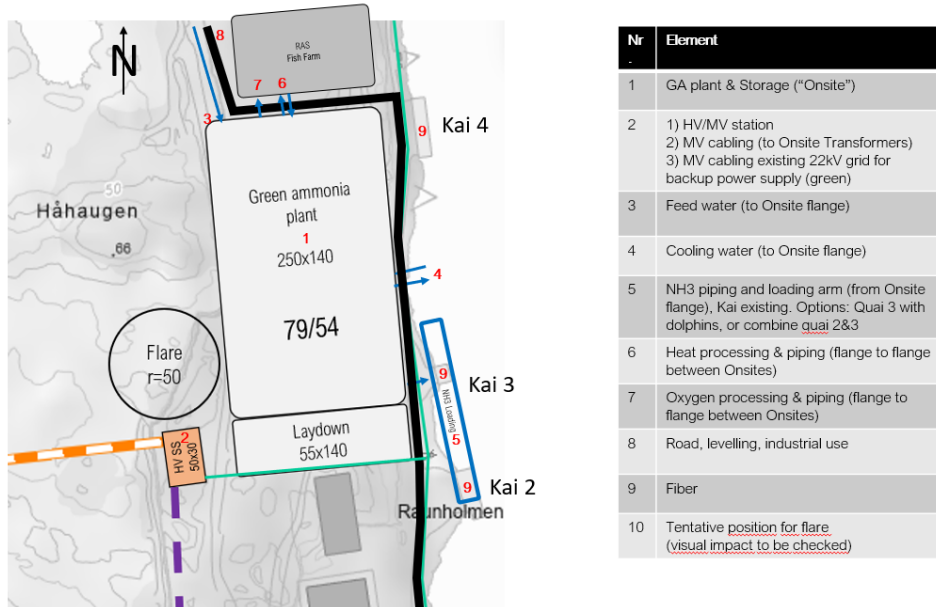 8
RAS
Fish Farm
N
7
6
3
9
Kai 4
50
Håhaugen
.66
Green ammonia
plant
1
250x140
4
79/54
Flare
r=50
9
Kai 3
NH3 Loading
5
Laydown
55x140
2
HV SS
50x30
9
Kai 2
Raunholmen
Nr
.
Element
1
GA plant & Storage (“Onsite”)
2
1) HV/MV station
2) MV cabling (to Onsite Transformers)
3) MV cabling existing 22kV grid for
backup power supply (green)
3
Feed water (to Onsite flange)
4
Cooling water (to Onsite flange)
5
NH3 piping and loading arm (from Onsite
flange), Kai existing. Options: Quai 3 with
dolphins, or combine quai 2&3
6
Heat processing & piping (flange to flange
between Onsites)
7
Oxygen processing & piping (flange to
flange between Onsites)
8
Road, levelling, industrial use
9
Fiber
10
Tentative position for flare
(visual impact to be checked)